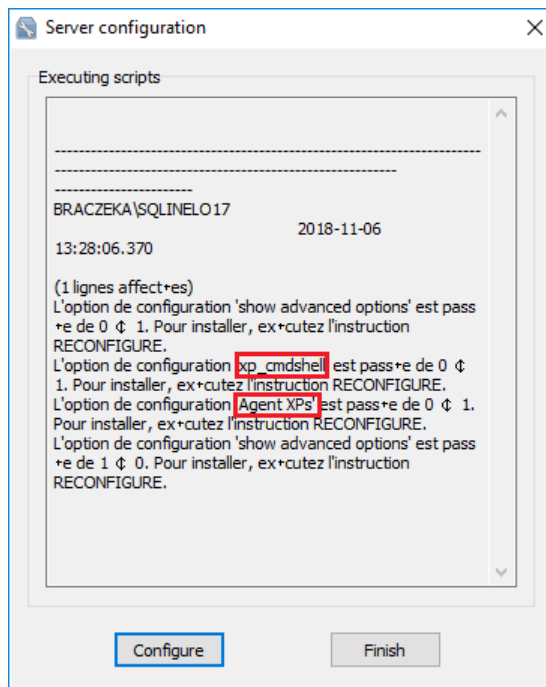 Server configuration
Executing scripts
-----------------------------------------------------------------------
---------------------------------------------------------
-----------------------
BRACZEKA\SQLINELO17
2018-11-06
13:28:06.370
(1 lignes affect+es)
L'option de configuration 'show advanced options' est pass
+e de 0 ¢ 1. Pour installer, ex+cutez l'instruction
RECONFIGURE.
L'option de configuration 'xp_cmdshell' est pass+e de 0 ¢
1. Pour installer, ex+cutez l'instruction RECONFIGURE.
L'option de configuration 'Agent XPs' est pass+e de 0 ¢ 1.
Pour installer, ex+cutez l'instruction RECONFIGURE.
L'option de configuration 'show advanced options' est pass
+e de 1 ¢ 0. Pour installer, ex+cutez l'instruction
RECONFIGURE.
Configure
Finish